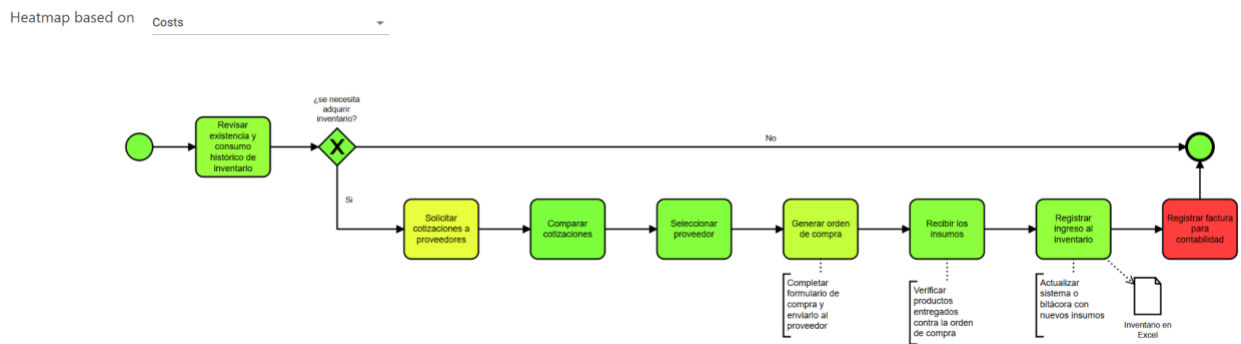 Heatmap based on
Costs
¿se necesita
adquirir
inventario?
Revisar
existencia y
consumo
histórico de
inventario
X
No
Si
Solicitar
cotizaciones a
proveedores
Comparar
cotizaciones
Seleccionar
proveedor
Generar orden
de compra
Recibir los
insumos
Registrar
ingreso al
inventario
Registrar factura
para
contabilidad
Completar
formulario de
compra y
enviarlo al
proveedor
Verificar
productos
entregados
contra la orden
de compra
Actualizar
sistema o
bitácora con
nuevos insumos
Inventario en
Excel